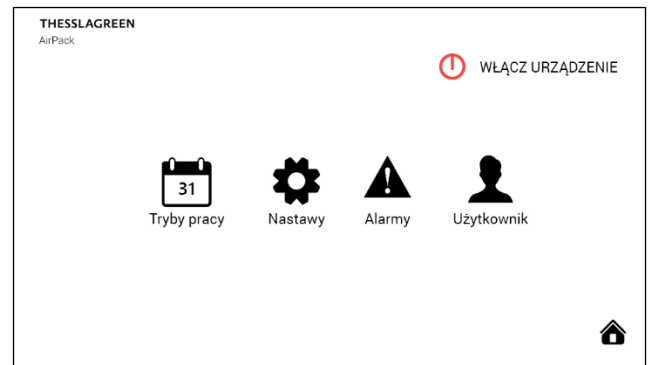 THESSLAGREEN
AirPack
WŁĄCZ URZĄDZENIE
31
Tryby pracy
Nastawy
Alarmy
Użytkownik